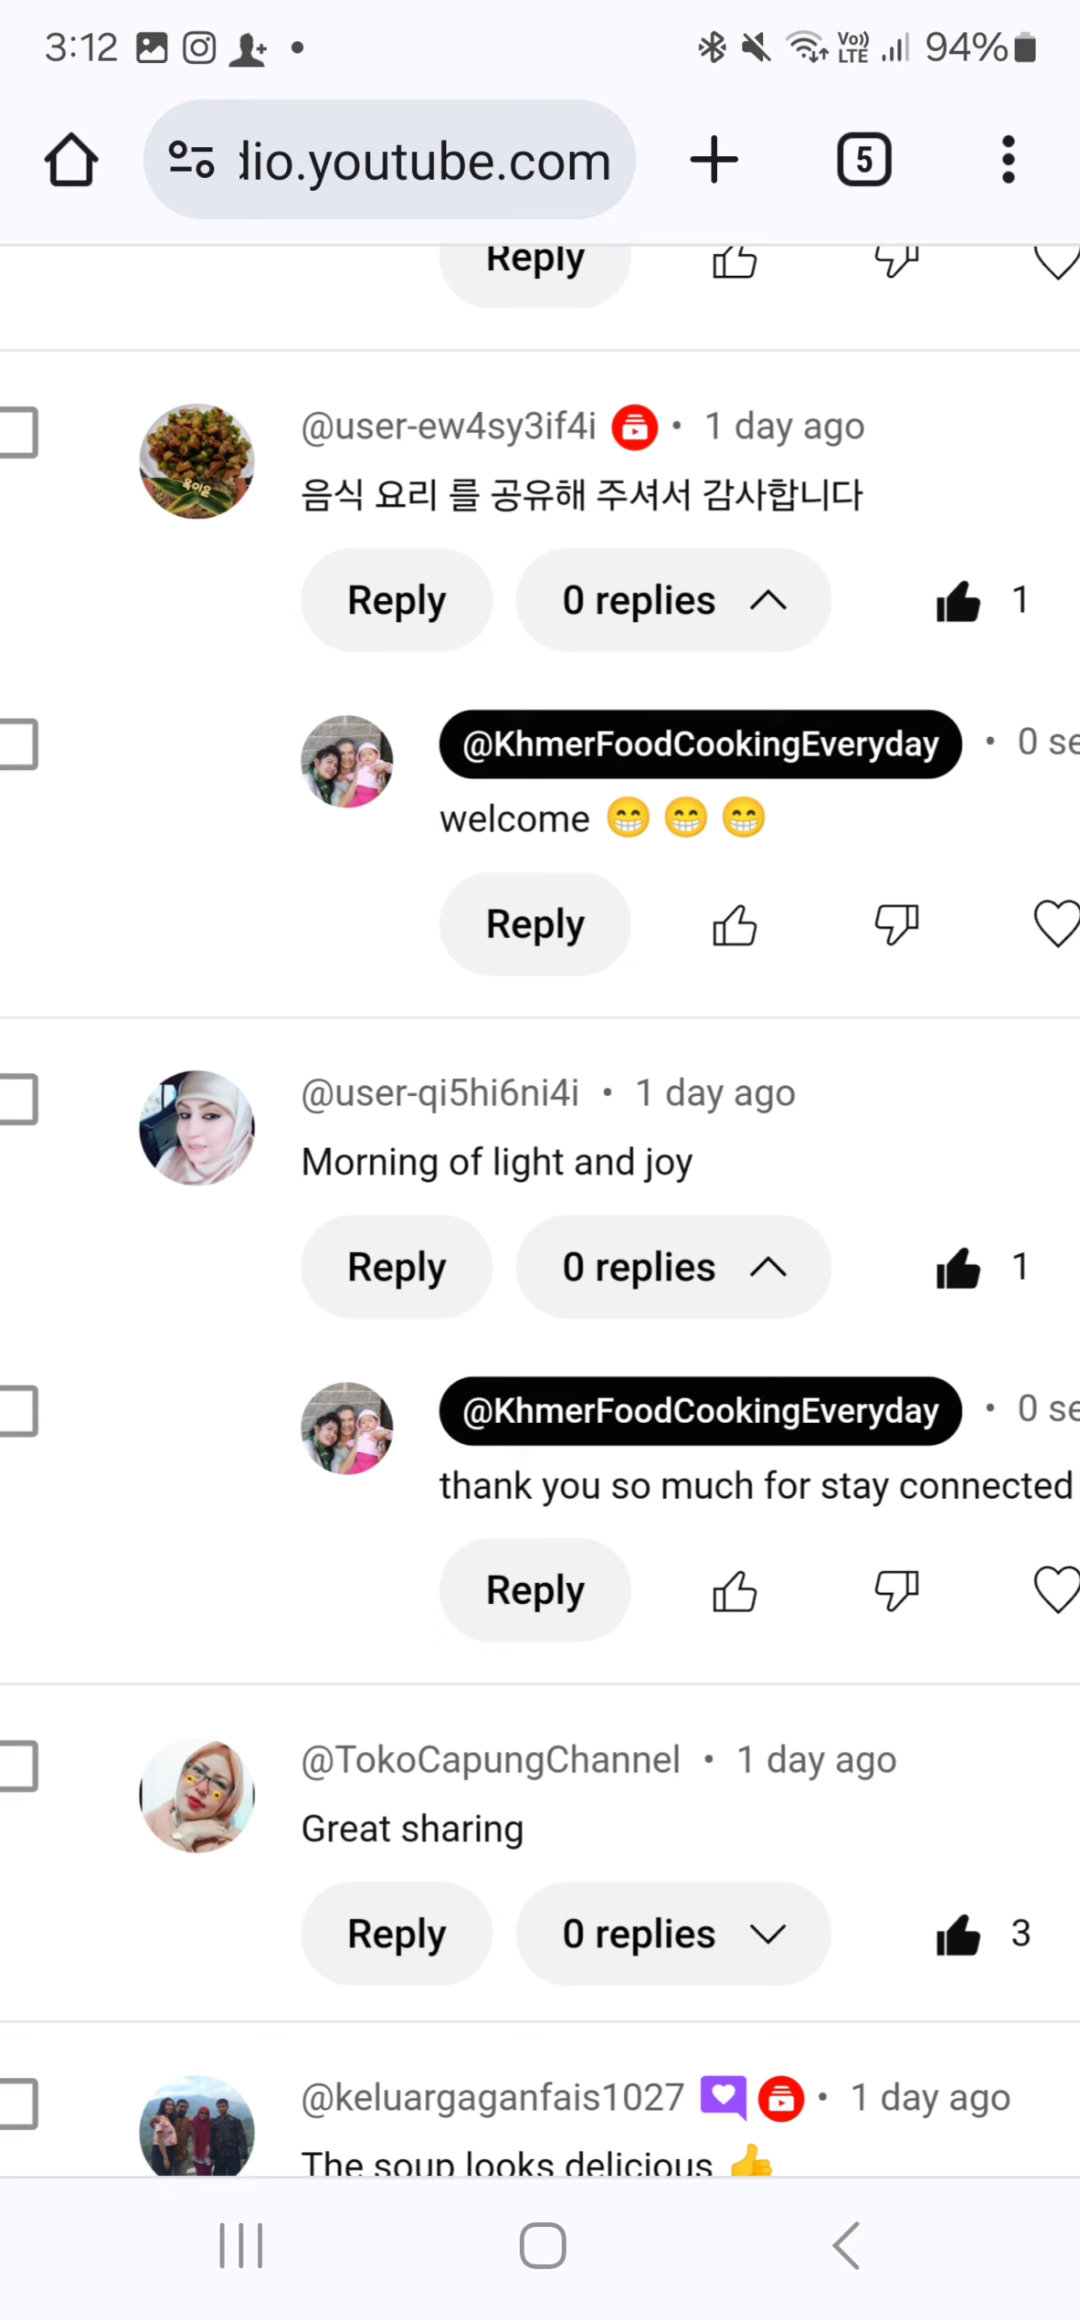 3:12 Vo)) LTE 94%
lio.youtube.com 5
Reply
@user-ew4sy3if4i • 1 day ago
음식 요리 를 공유해 주셔서 감사합니다
Reply 0 replies 1
@KhmerFoodCookingEveryday • 0 se
welcome 😁 😁 😁
Reply
@user-qi5hi6ni4i • 1 day ago
Morning of light and joy
Reply 0 replies 1
@KhmerFoodCookingEveryday • 0 se
thank you so much for stay connected
Reply
@TokoCapungChannel • 1 day ago
Great sharing
Reply 0 replies 3
@keluargaganfais1027 • 1 day ago
The soup looks delicious 👍